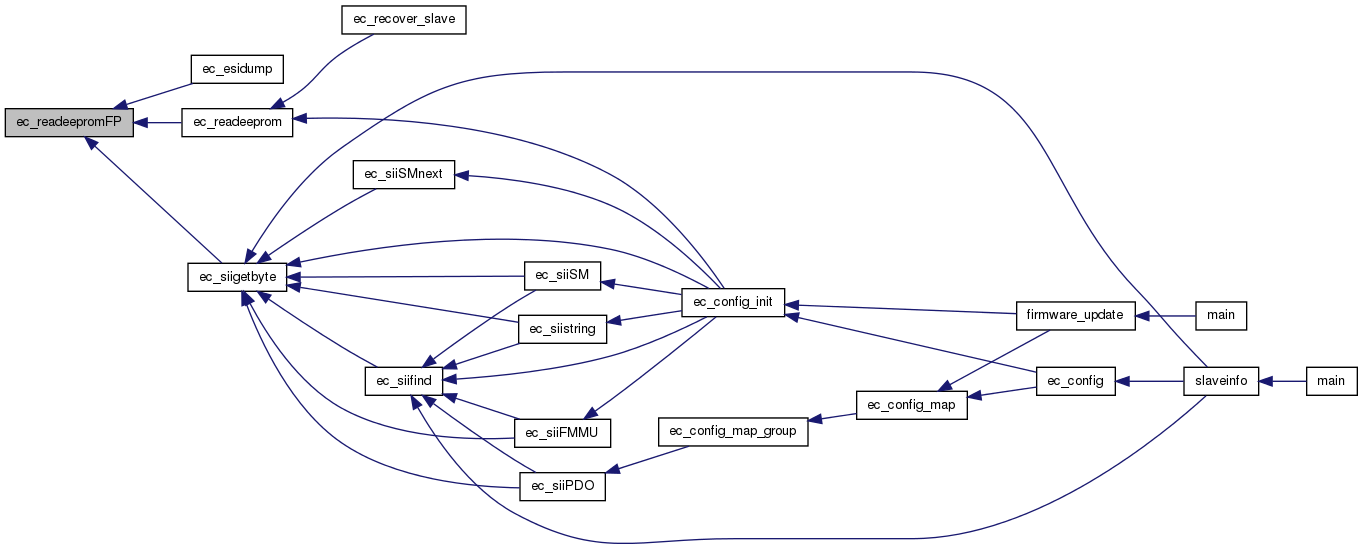 ec_recover_slave
ec_esidump
ec_readeepromFP
ec_readeeprom
ec_siiSMnext
ec_siigetbyte
ec_siiSM
ec_config_init
firmware_update
main
ec_siistring
ec_siifind
ec_config
slaveinfo
main
ec_config_map
ec_siiFMMU
ec_config_map_group
ec_siiPDO